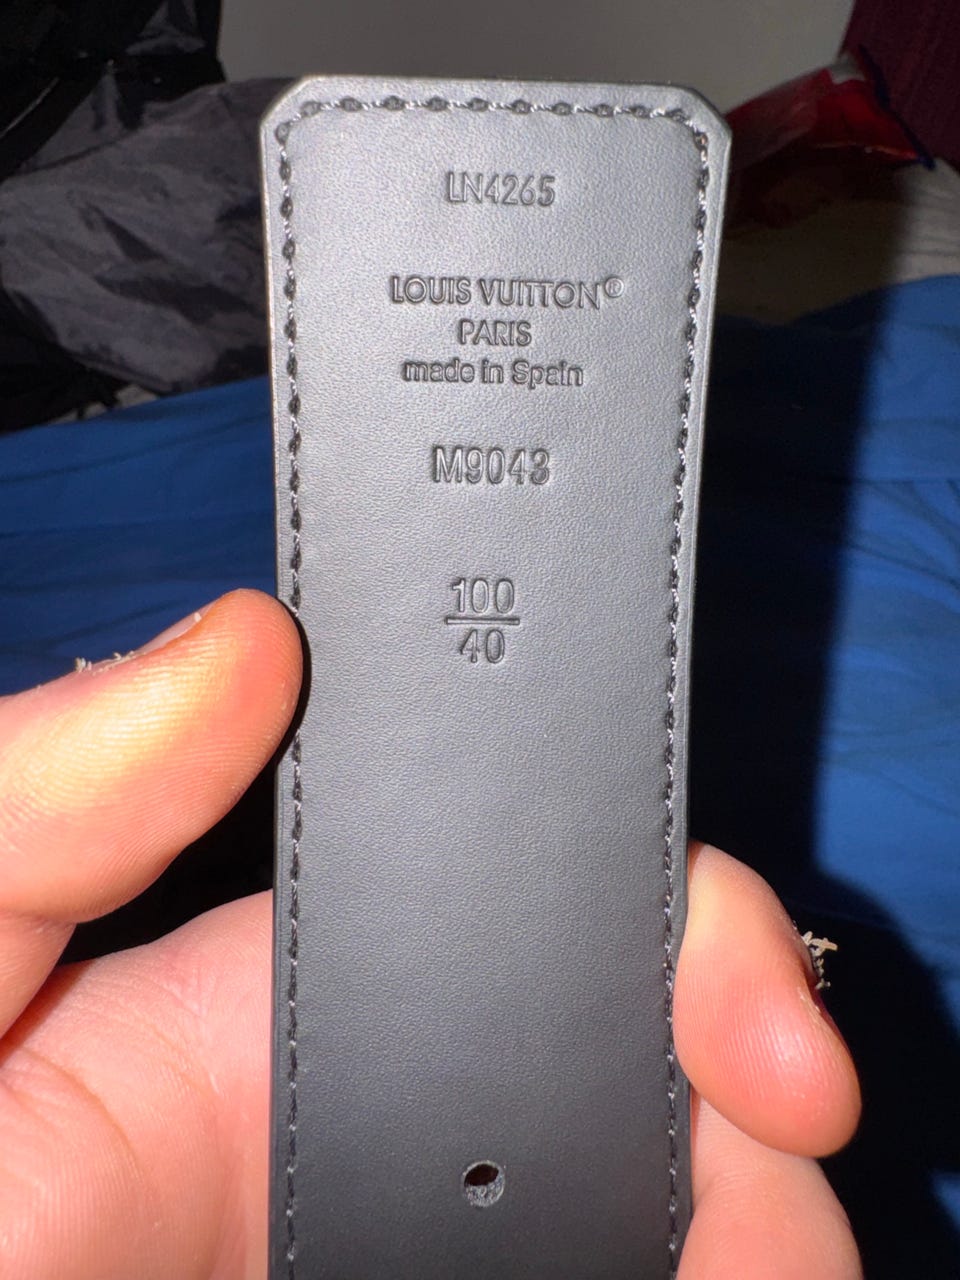 LN4265
LOUIS VUITTON©
PARIS
made in Spain
M9043
100
40